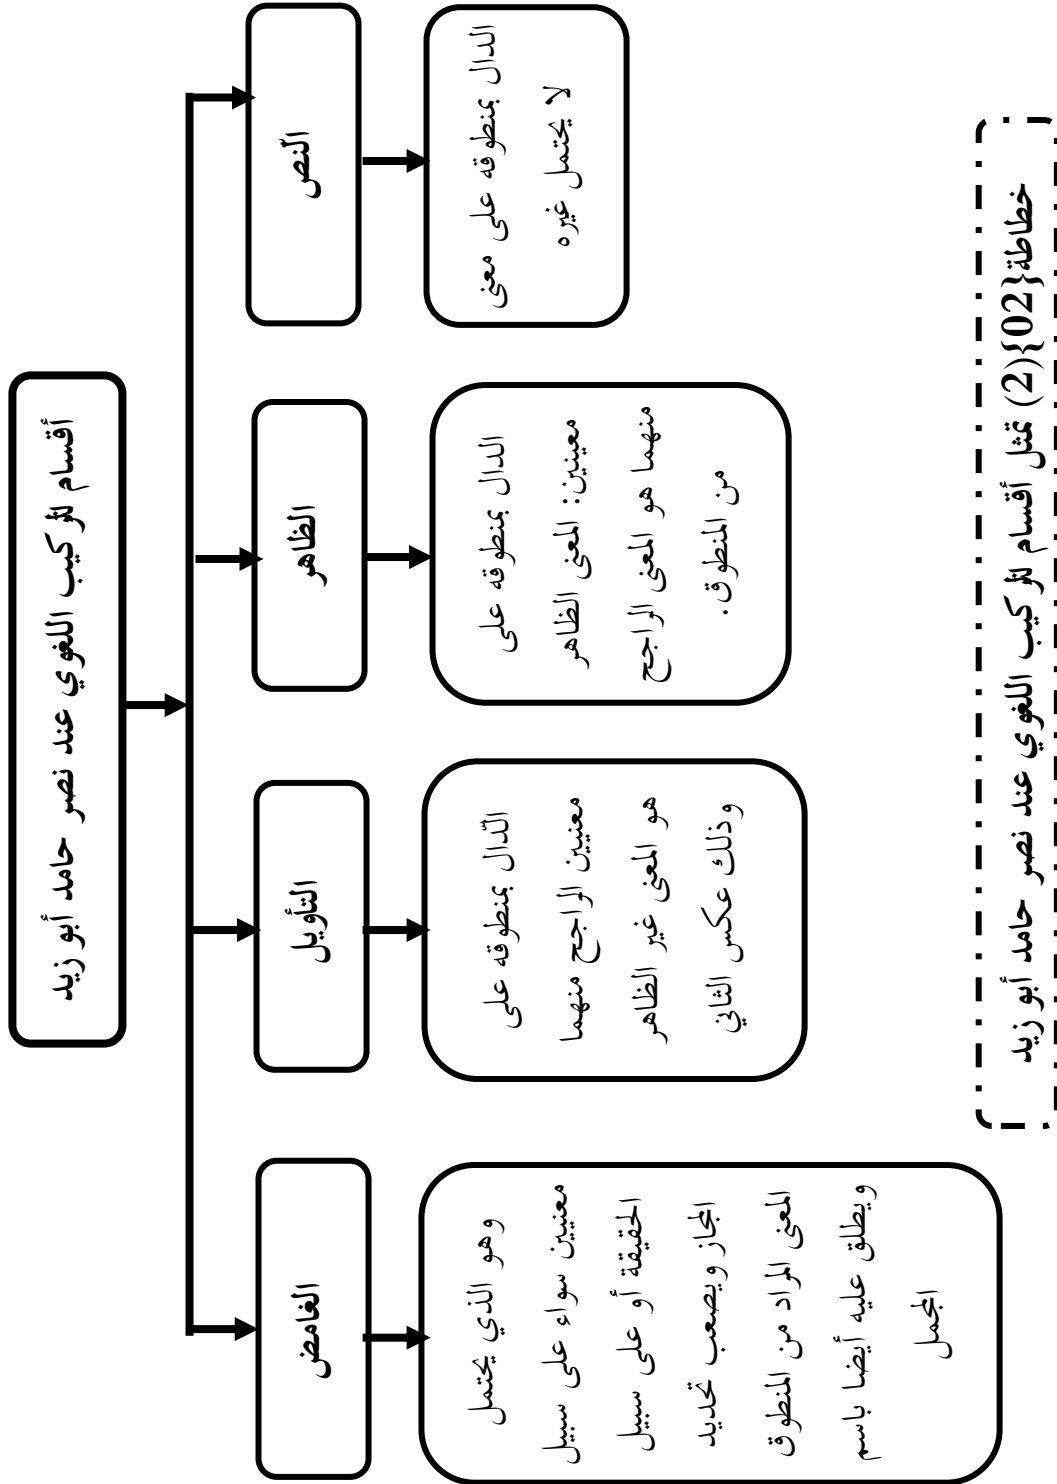 أقسام التركيب اللغوي عند نصر حامد أبو زيد
النص
الدال بمنطوقه على معنى
لا يحتمل غيره
الظاهر
الدال بمنطوقه على
معينين: المعنى الظاهر
منهما هو المعنى الراجح
من المنطوق.
التأويل
الدّال بمنطوقه على
معنيين الراجح منهما
هو المعنى غير الظاهر
وذلك عكس الثاني
الغامض
وهو الذي يحتمل
معنيين سواء على سبيل
الحقيقة أو على سبيل
المجاز ويصعب تحديد
المعنى المراد من المنطوق
ويطلق عليه أيضا باسم
المجمل
خطاطة{02}(2) تمثل أقسام التركيب اللغوي عند نصر حامد أبو زيد